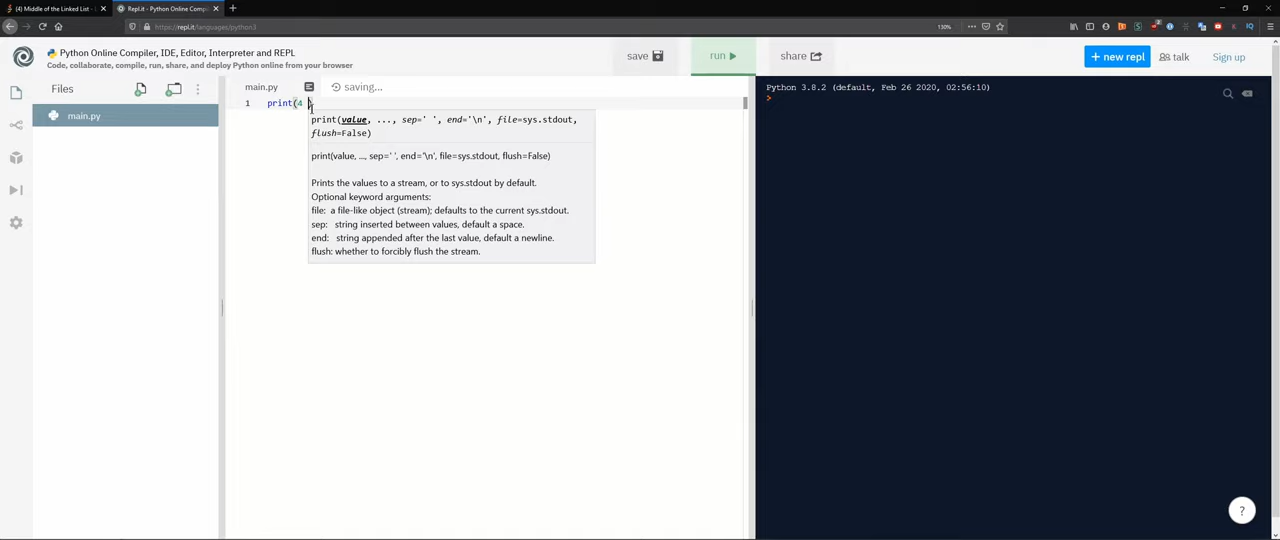 (4) Middle of the Linked List -
Repl.it - Python Online Comp
https://repl.it/languages/python3
130%
Python Online Compiler, IDE, Editor, Interpreter and REPL
Code, collaborate, compile, run, share, and deploy Python online from your browser
save
run
share
+ new repl
talk
Sign up
Files
main.py
main.py
saving...
1 print(4
print(value, ..., sep=' ', end='\n', file=sys.stdout,
flush=False)
print(value, ..., sep=' ', end='\n', file=sys.stdout, flush=False)
Prints the values to a stream, or to sys.stdout by default.
Optional keyword arguments:
file: a file-like object (stream); defaults to the current sys.stdout.
sep: string inserted between values, default a space.
end: string appended after the last value, default a newline.
flush: whether to forcibly flush the stream.
Python 3.8.2 (default, Feb 26 2020, 02:56:10)
>
?